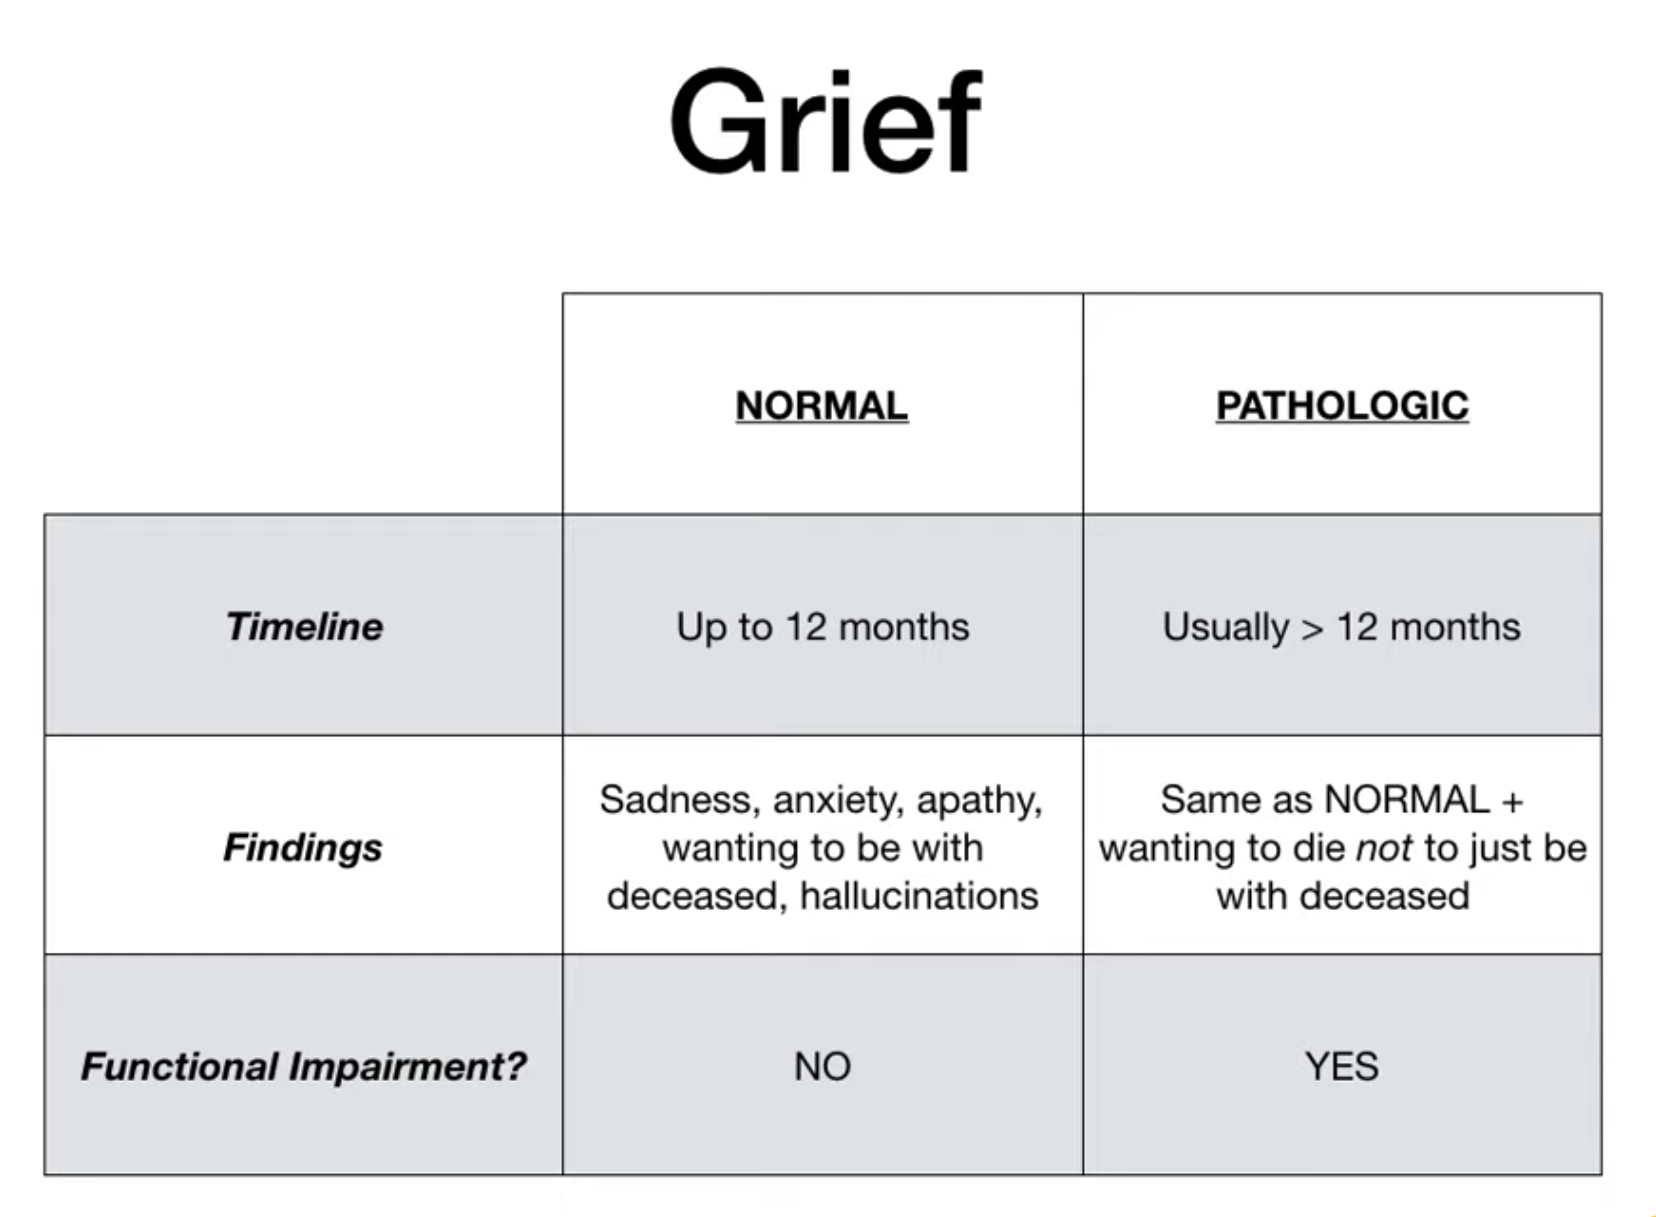 Grief
NORMAL
PATHOLOGIC
Timeline
Up to 12 months
Usually > 12 months
Findings
Sadness, anxiety, apathy,
wanting to be with
deceased, hallucinations
Same as NORMAL +
wanting to die not to just be
with deceased
Functional Impairment?
NO
YES